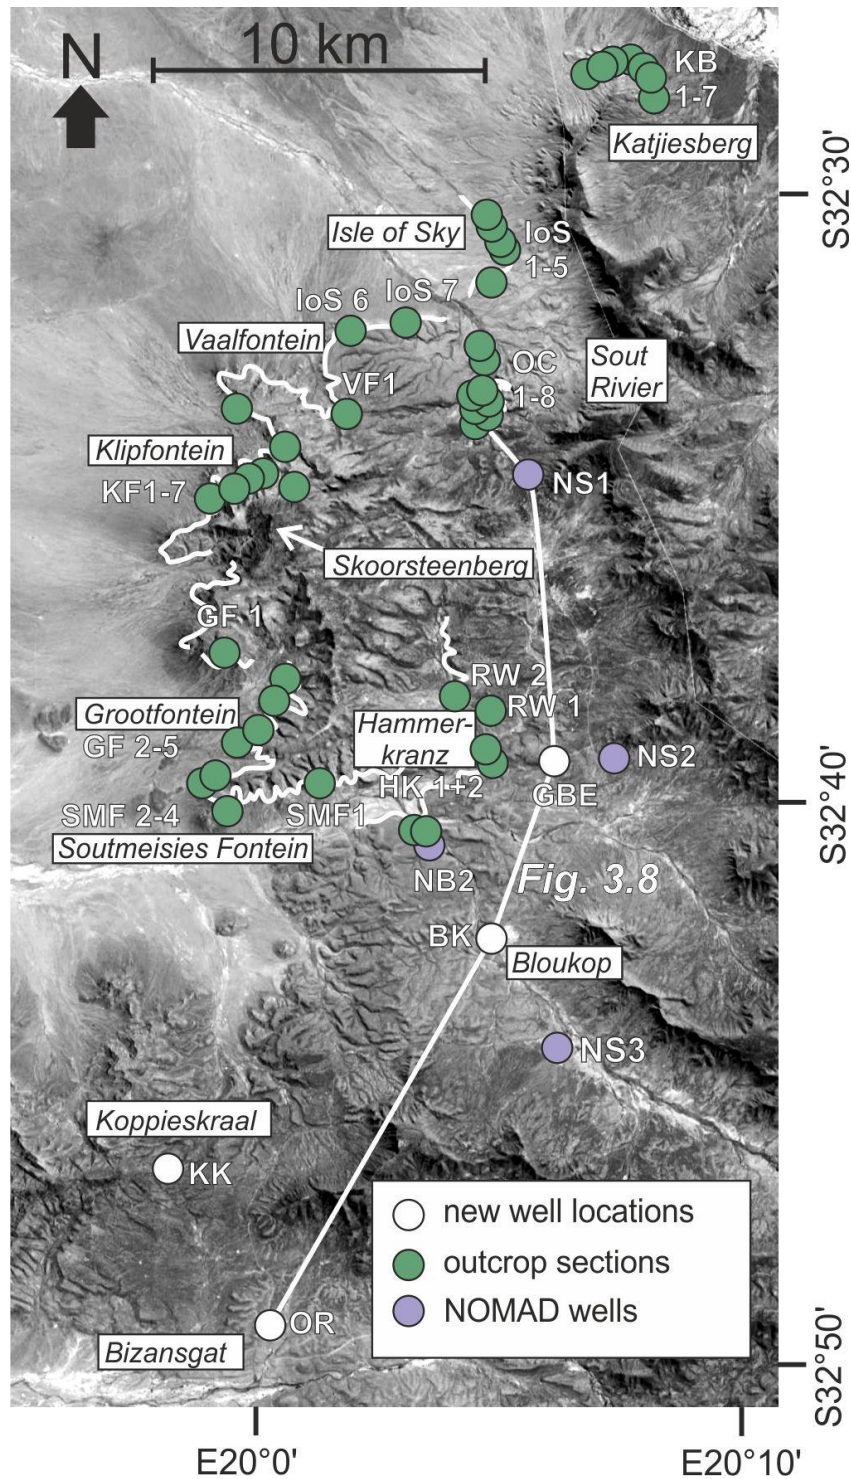 N
10 km
KB
1-7
Katjiesberg
S32°30'
Isle of Sky
IoS
1-5
IoS 6
IoS 7
Vaalfontein
OC
1-8
Sout
Rivier
VF1
Klipfontein
KF1-7
NS1
Skoorsteenberg
GF 1
RW 2
RW 1
Grootfontein
GF 2-5
Hammer-
kranz
HK 1+2
NS2
GBE
SMF 2-4
SMF1
S32°40'
Soutmeisies Fontein
NB2
Fig. 3.8
BK
Bloukop
NS3
Koppieskraal
KK
new well locations
outcrop sections
NOMAD wells
OR
Bizansgat
S32°50'
E20°0'
E20°10'